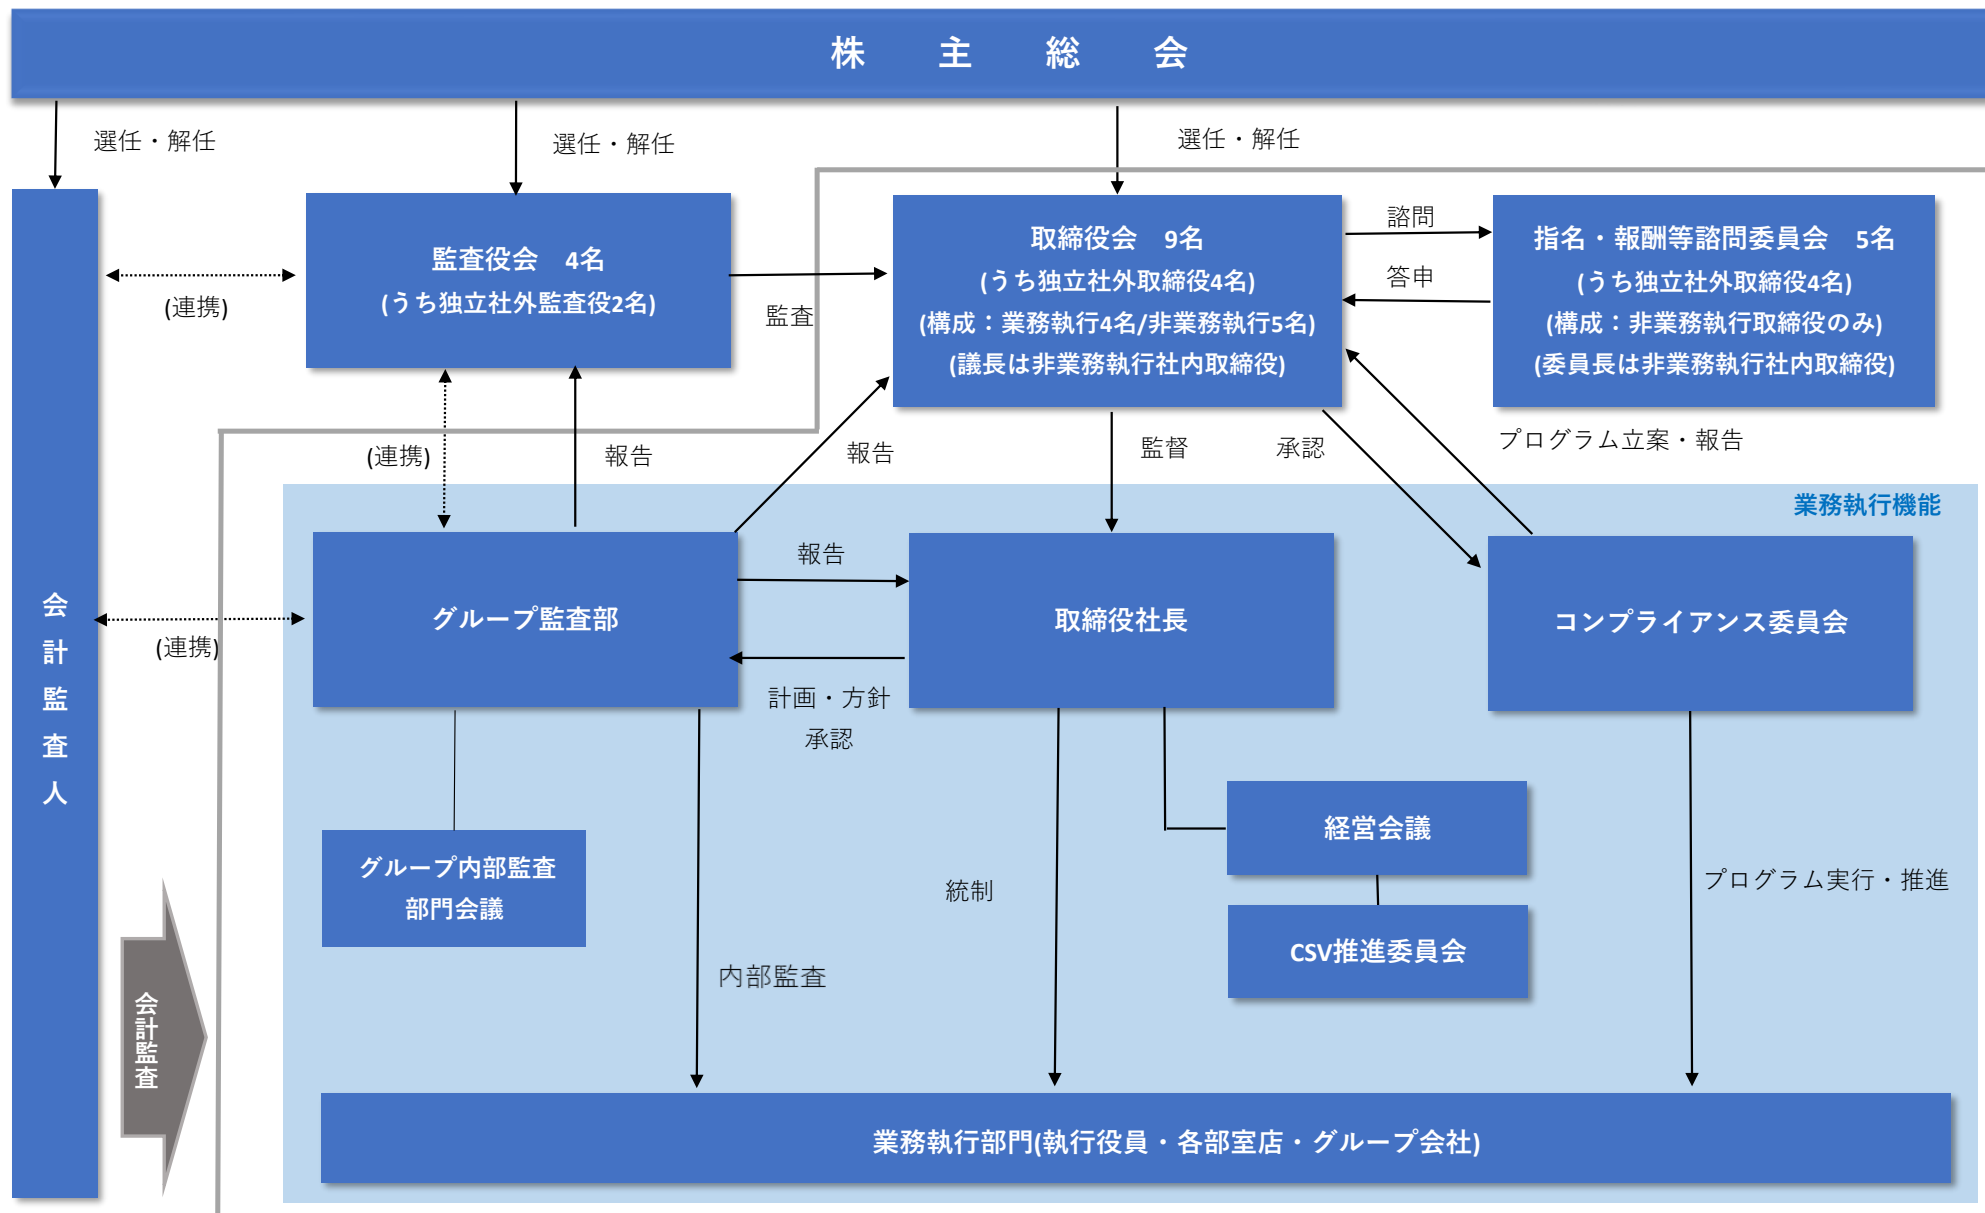 株　主　総　会
選任・解任
選任・解任
選任・解任
監査役会　4名
(うち独立社外監査役2名)
取締役会　9名
(うち独立社外取締役4名)
(構成：業務執行4名/非業務執行5名)
(議長は非業務執行社内取締役)
諮問
答申
指名・報酬等諮問委員会　5名
(うち独立社外取締役4名)
(構成：非業務執行取締役のみ)
(委員長は非業務執行社内取締役)
(連携)
監査
(連携)
報告
報告
監督
承認
プログラム立案・報告
業務執行機能
会計監査人
(連携)
グループ監査部
報告
計画・方針
承認
取締役社長
コンプライアンス委員会
グループ内部監査
部門会議
経営会議
CSV推進委員会
統制
プログラム実行・推進
内部監査
会計監査
業務執行部門(執行役員・各部室店・グループ会社)